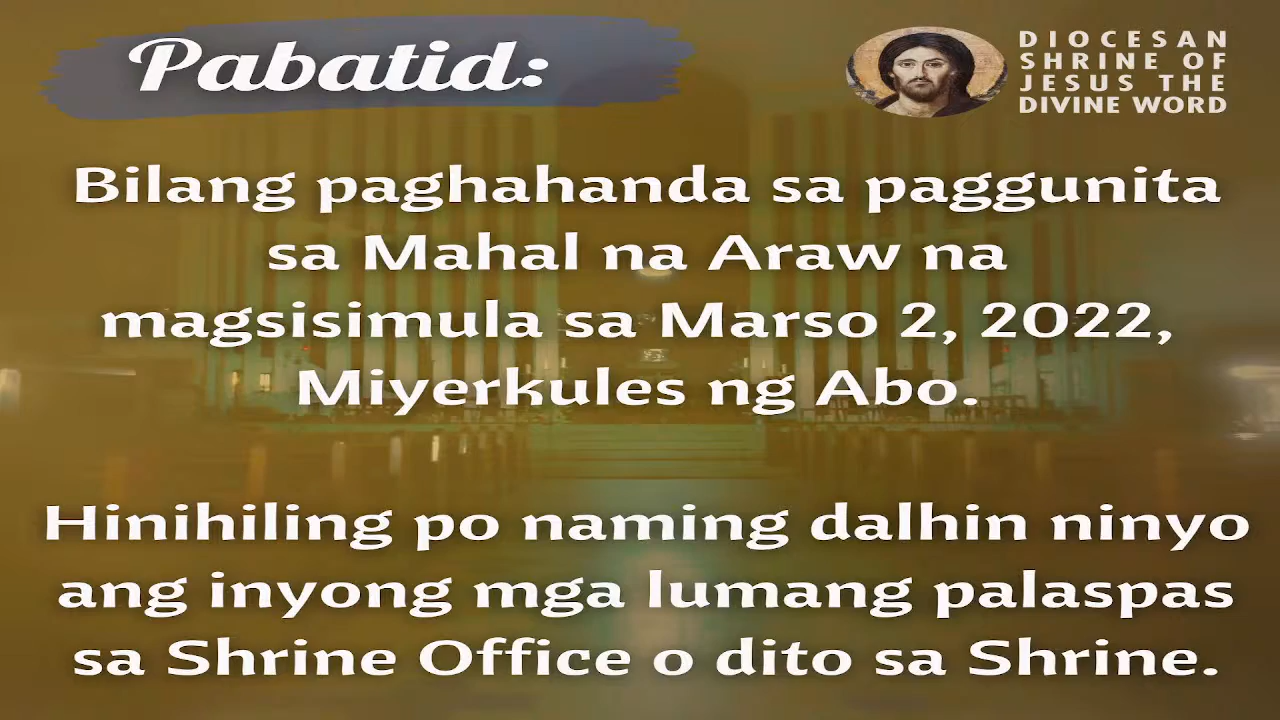 Pabatid:
DIOCESAN
SHRINE OF
JESUS THE
DIVINE WORD
Bilang paghahanda sa paggunita
sa Mahal na Araw na
magsisimula sa Marso 2, 2022,
Miyerkules ng Abo.
Hinihiling po naming dalhin ninyo
ang inyong mga lumang palaspas
sa Shrine Office o dito sa Shrine.